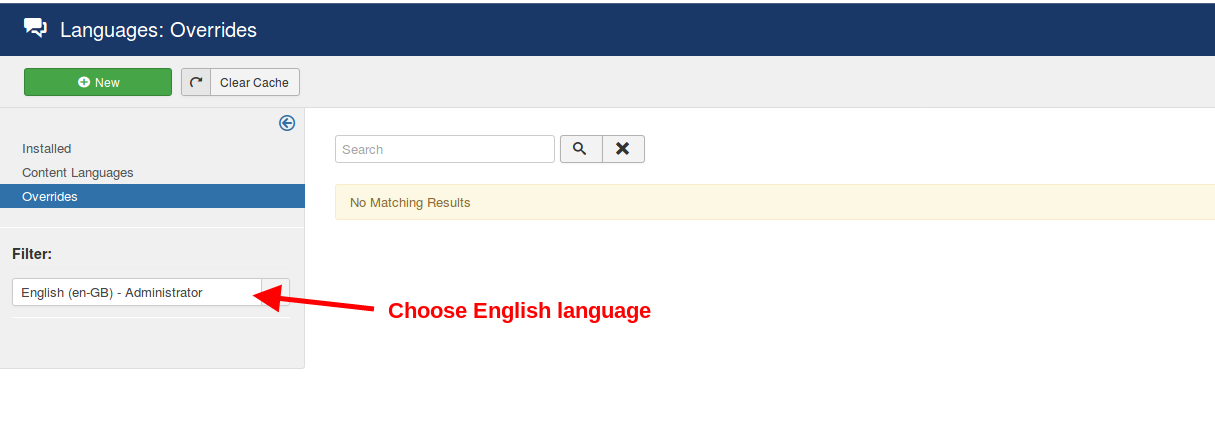 Languages: Overrides
New
Clear Cache
Installed
Content Languages
Overrides
Search
No Matching Results
Filter:
English (en-GB) - Administrator
Choose English language